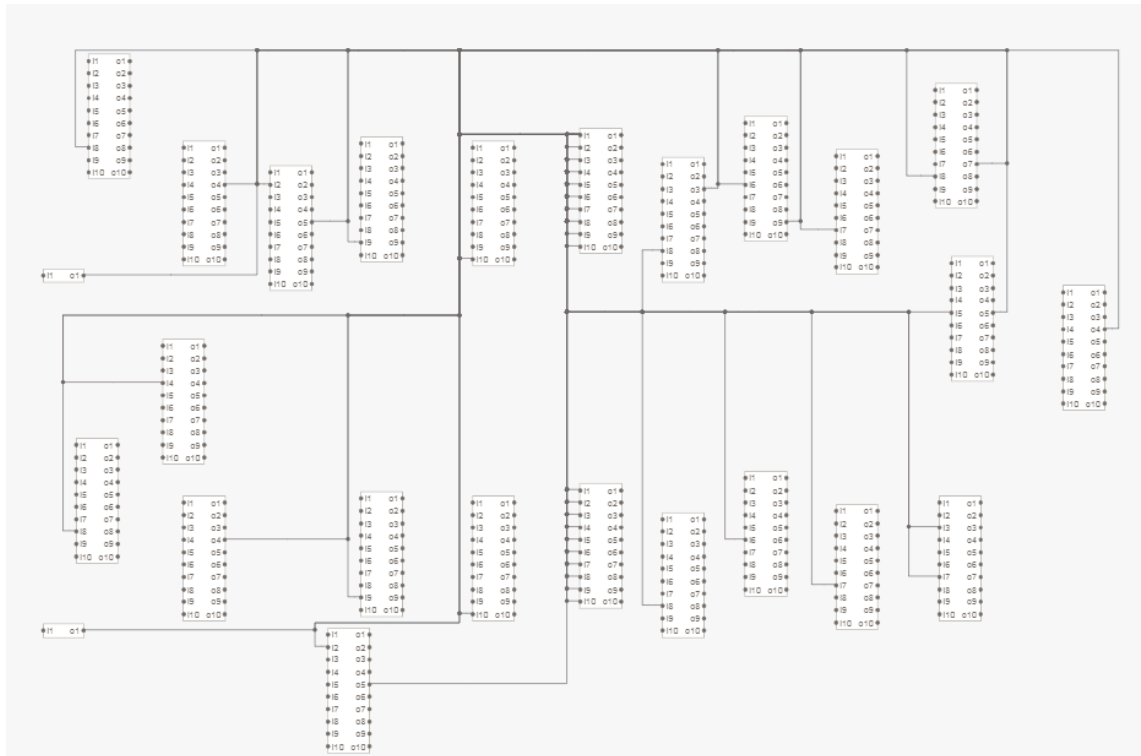 I1 o1
I2 o2
I3 o3
I4 o4
I5 o5
I6 o6
I7 o7
I8 o8
I9 o9
I10 o10
I1 o1
I2 o2
I3 o3
I4 o4
I5 o5
I6 o6
I7 o7
I8 o8
I9 o9
I10 o10
I1 o1
I2 o2
I3 o3
I4 o4
I5 o5
I6 o6
I7 o7
I8 o8
I9 o9
I10 o10
I1 o1
I2 o2
I3 o3
I4 o4
I5 o5
I6 o6
I7 o7
I8 o8
I9 o9
I10 o10
I1 o1
I2 o2
I3 o3
I4 o4
I5 o5
I6 o6
I7 o7
I8 o8
I9 o9
I10 o10
I1 o1
I2 o2
I3 o3
I4 o4
I5 o5
I6 o6
I7 o7
I8 o8
I9 o9
I10 o10
I1 o1
I2 o2
I3 o3
I4 o4
I5 o5
I6 o6
I7 o7
I8 o8
I9 o9
I10 o10
I1 o1
I2 o2
I3 o3
I4 o4
I5 o5
I6 o6
I7 o7
I8 o8
I9 o9
I10 o10
I1 o1
I2 o2
I3 o3
I4 o4
I5 o5
I6 o6
I7 o7
I8 o8
I9 o9
I10 o10
I1 o1
I2 o2
I3 o3
I4 o4
I5 o5
I6 o6
I7 o7
I8 o8
I9 o9
I10 o10
I1 o1
I2 o2
I3 o3
I4 o4
I5 o5
I6 o6
I7 o7
I8 o8
I9 o9
I10 o10
I1 o1
I2 o2
I3 o3
I4 o4
I5 o5
I6 o6
I7 o7
I8 o8
I9 o9
I10 o10
I1 o1
I1 o1
I2 o2
I3 o3
I4 o4
I5 o5
I6 o6
I7 o7
I8 o8
I9 o9
I10 o10
I1 o1
I2 o2
I3 o3
I4 o4
I5 o5
I6 o6
I7 o7
I8 o8
I9 o9
I10 o10
I1 o1
I2 o2
I3 o3
I4 o4
I5 o5
I6 o6
I7 o7
I8 o8
I9 o9
I10 o10
I1 o1
I2 o2
I3 o3
I4 o4
I5 o5
I6 o6
I7 o7
I8 o8
I9 o9
I10 o10
I1 o1
I2 o2
I3 o3
I4 o4
I5 o5
I6 o6
I7 o7
I8 o8
I9 o9
I10 o10
I1 o1
I2 o2
I3 o3
I4 o4
I5 o5
I6 o6
I7 o7
I8 o8
I9 o9
I10 o10
I1 o1
I2 o2
I3 o3
I4 o4
I5 o5
I6 o6
I7 o7
I8 o8
I9 o9
I10 o10
I1 o1
I2 o2
I3 o3
I4 o4
I5 o5
I6 o6
I7 o7
I8 o8
I9 o9
I10 o10
I1 o1
I2 o2
I3 o3
I4 o4
I5 o5
I6 o6
I7 o7
I8 o8
I9 o9
I10 o10
I1 o1
I2 o2
I3 o3
I4 o4
I5 o5
I6 o6
I7 o7
I8 o8
I9 o9
I10 o10
I1 o1
I1 o1
I2 o2
I3 o3
I4 o4
I5 o5
I6 o6
I7 o7
I8 o8
I9 o9
I10 o10